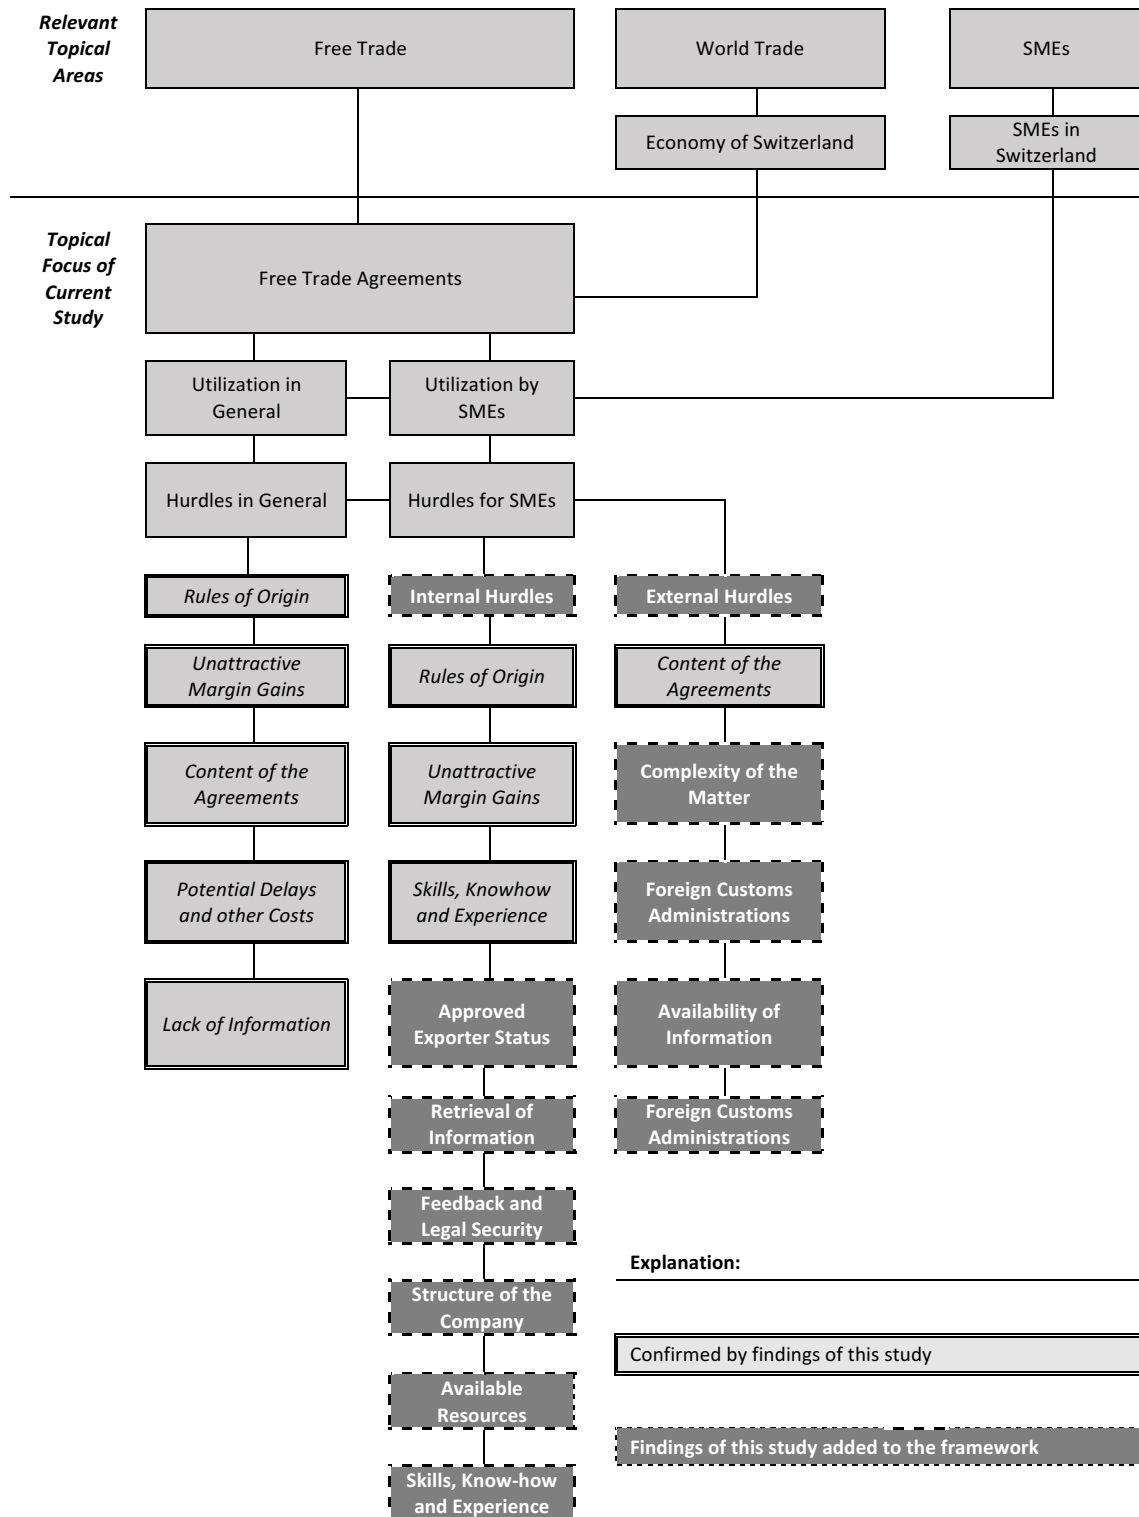 Relevant
Topical
Areas
Free Trade
World Trade
SMEs
Economy of Switzerland
SMEs in
Switzerland
Topical
Focus of
Current
Study
Free Trade Agreements
Utilization in
General
Utilization by
SMEs
Hurdles in General
Hurdles for SMEs
Rules of Origin
Internal Hurdles
External Hurdles
Unattractive
Margin Gains
Rules of Origin
Content of the
Agreements
Content of the
Agreements
Unattractive
Margin Gains
Complexity of the
Matter
Potential Delays
and other Costs
Skills, Knowhow
and Experience
Foreign Customs
Administrations
Lack of Information
Approved
Exporter Status
Availability of
Information
Retrieval of
Information
Foreign Customs
Administrations
Feedback and
Legal Security
Structure of the
Company
Available
Resources
Skills, Know-how
and Experience
Explanation:
Confirmed by findings of this study
Findings of this study added to the framework